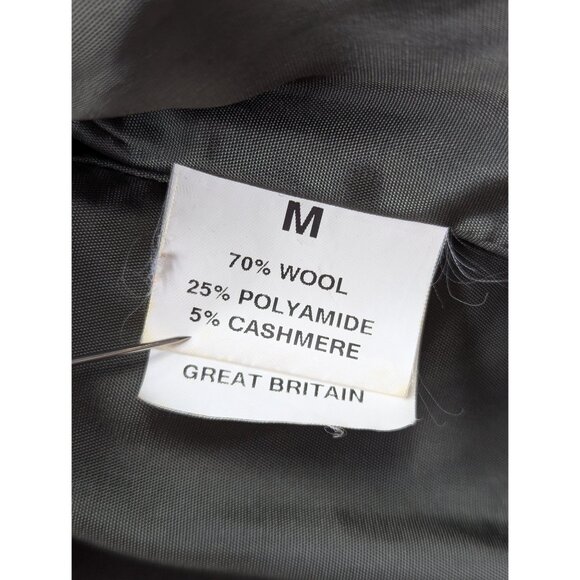 M
70% WOOL
25% POLYAMIDE
5% CASHMERE
GREAT BRITAIN